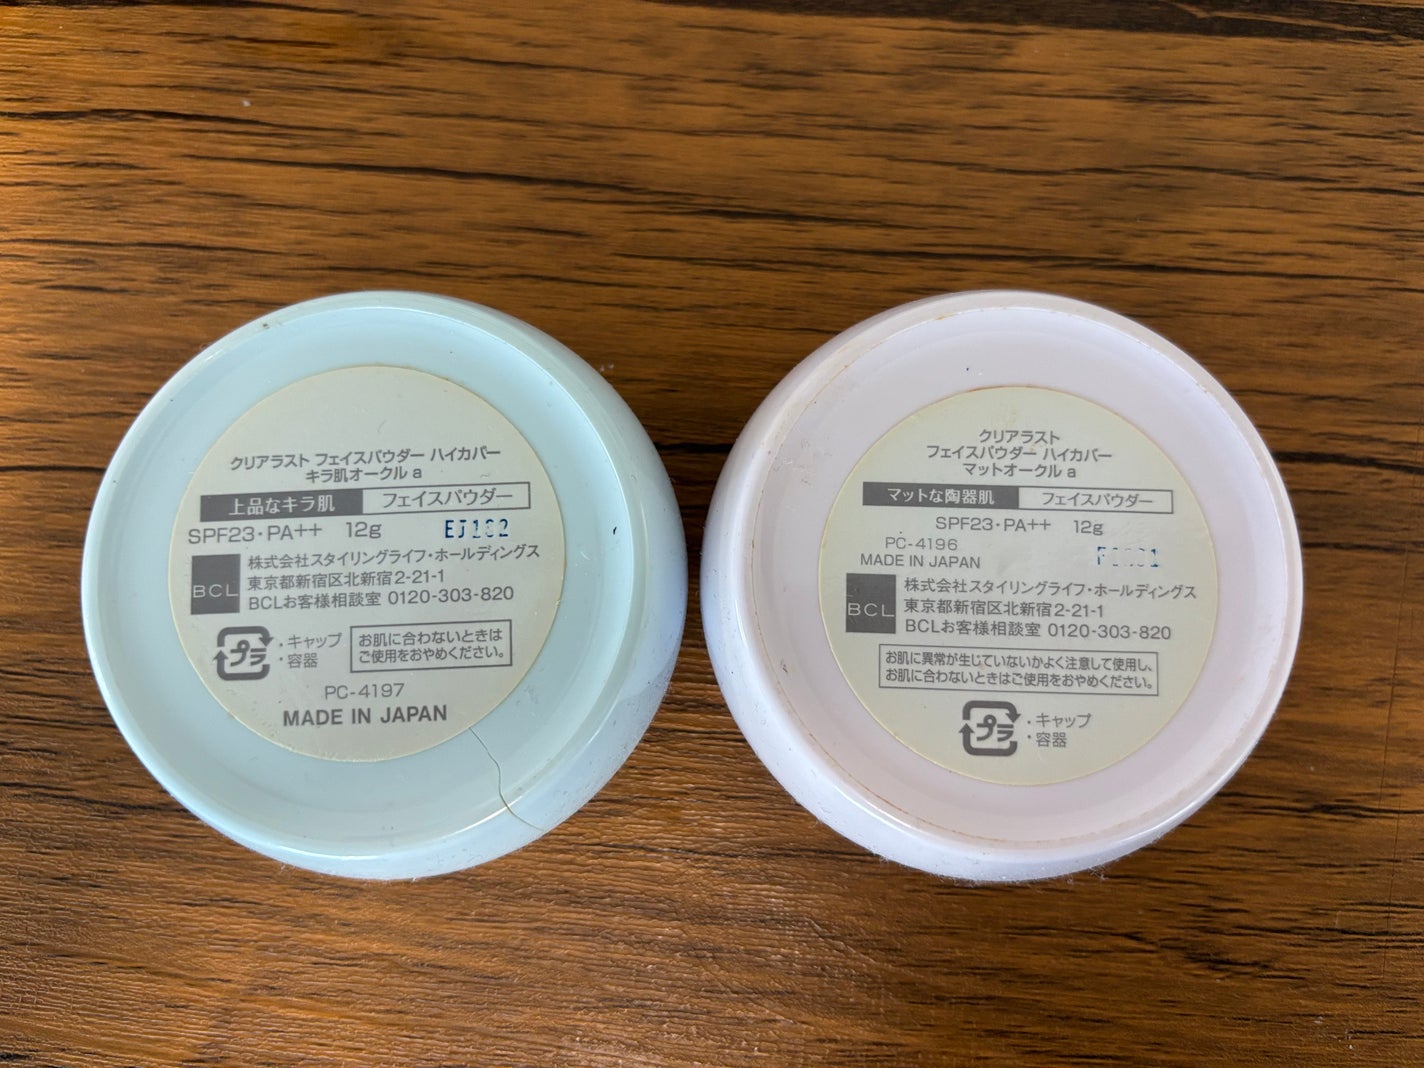 クリアラスト フェイスパウダー ハイカバー
キラ肌オークル a
上品なキラ肌 フェイスパウダー
SPF23・PA++ 12g EJ182
BCL
株式会社スタイリングライフ・ホールディングス
東京都新宿区北新宿2-21-1
BCLお客様相談室 0120-303-820
プラ
・キャップ
・容器
お肌に合わないときは
ご使用をおやめください。
PC-4197
MADE IN JAPAN
クリアラスト
フェイスパウダー ハイカバー
マットオークル a
マットな陶器肌 フェイスパウダー
SPF23・PA++ 12g
PC-4196
MADE IN JAPAN
BCL
株式会社スタイリングライフ・ホールディングス
東京都新宿区北新宿2-21-1
BCLお客様相談室 0120-303-820
お肌に異常が生じていないかよく注意して使用し、
お肌に合わないときはご使用をおやめください。
プラ
・キャップ
・容器